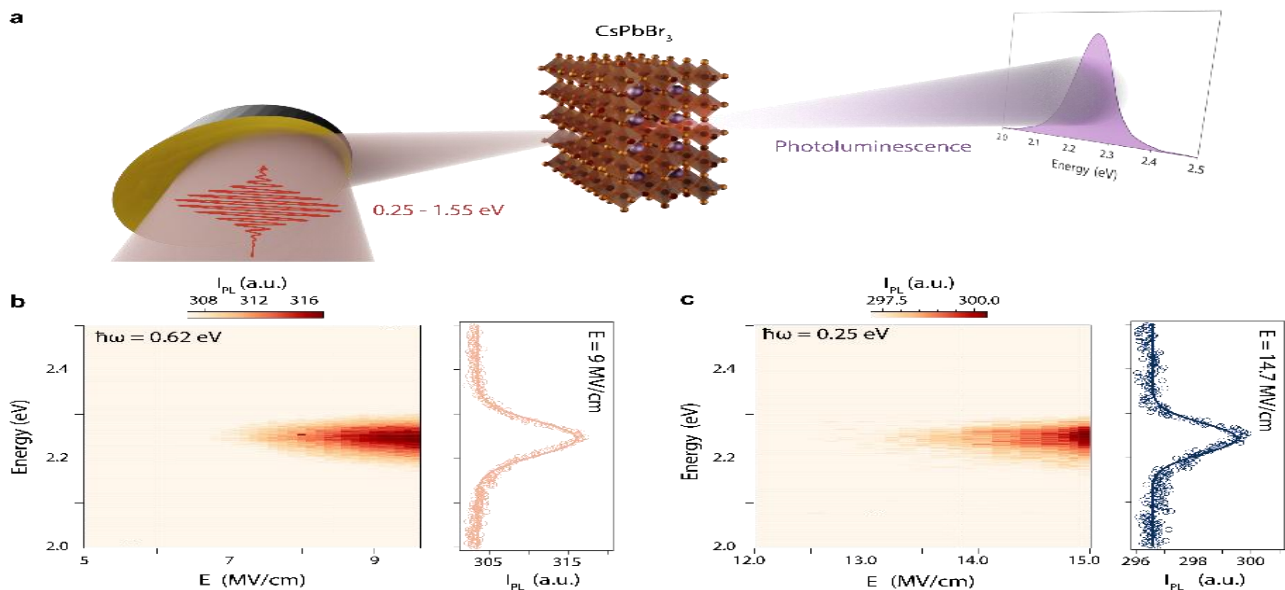 a
CsPbBr₃
0.25 - 1.55 eV
Photoluminescence
2.0 2.1 2.2 2.3 2.4 2.5
Energy (eV)
b
I_PL (a.u.)
308 312 316
ħω = 0.62 eV
2.4
2.2
2.0
Energy (eV)
5 7 9
E (MV/cm)
E = 9 MV/cm
305 315
I_PL (a.u.)
c
I_PL (a.u.)
297.5 300.0
ħω = 0.25 eV
2.4
2.2
2.0
Energy (eV)
12.0 13.0 14.0 15.0
E (MV/cm)
E = 14.7 MV/cm
296 298 300
I_PL (a.u.)